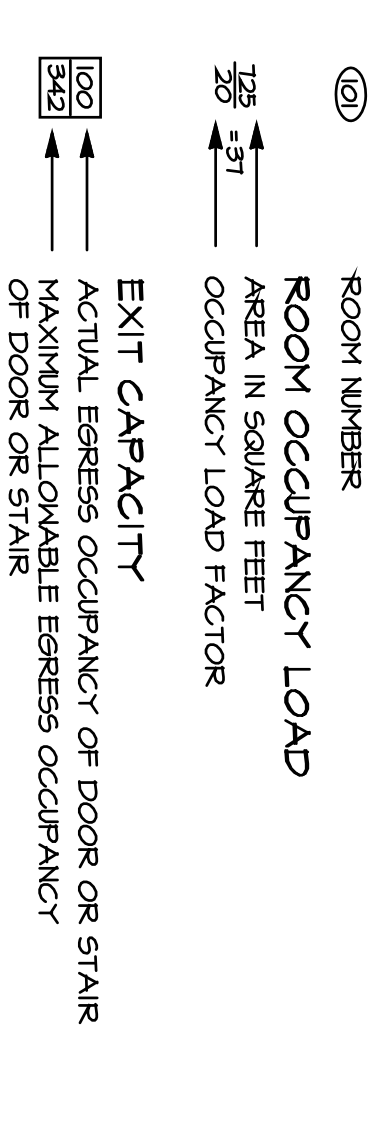 101 ROOM NUMBER
ROOM OCCUPANCY LOAD
725 AREA IN SQUARE FEET
= 37
20 OCCUPANCY LOAD FACTOR
EXIT CAPACITY
100 ACTUAL EGRESS OCCUPANCY OF DOOR OR STAIR
342 MAXIMUM ALLOWABLE EGRESS OCCUPANCY
OF DOOR OR STAIR